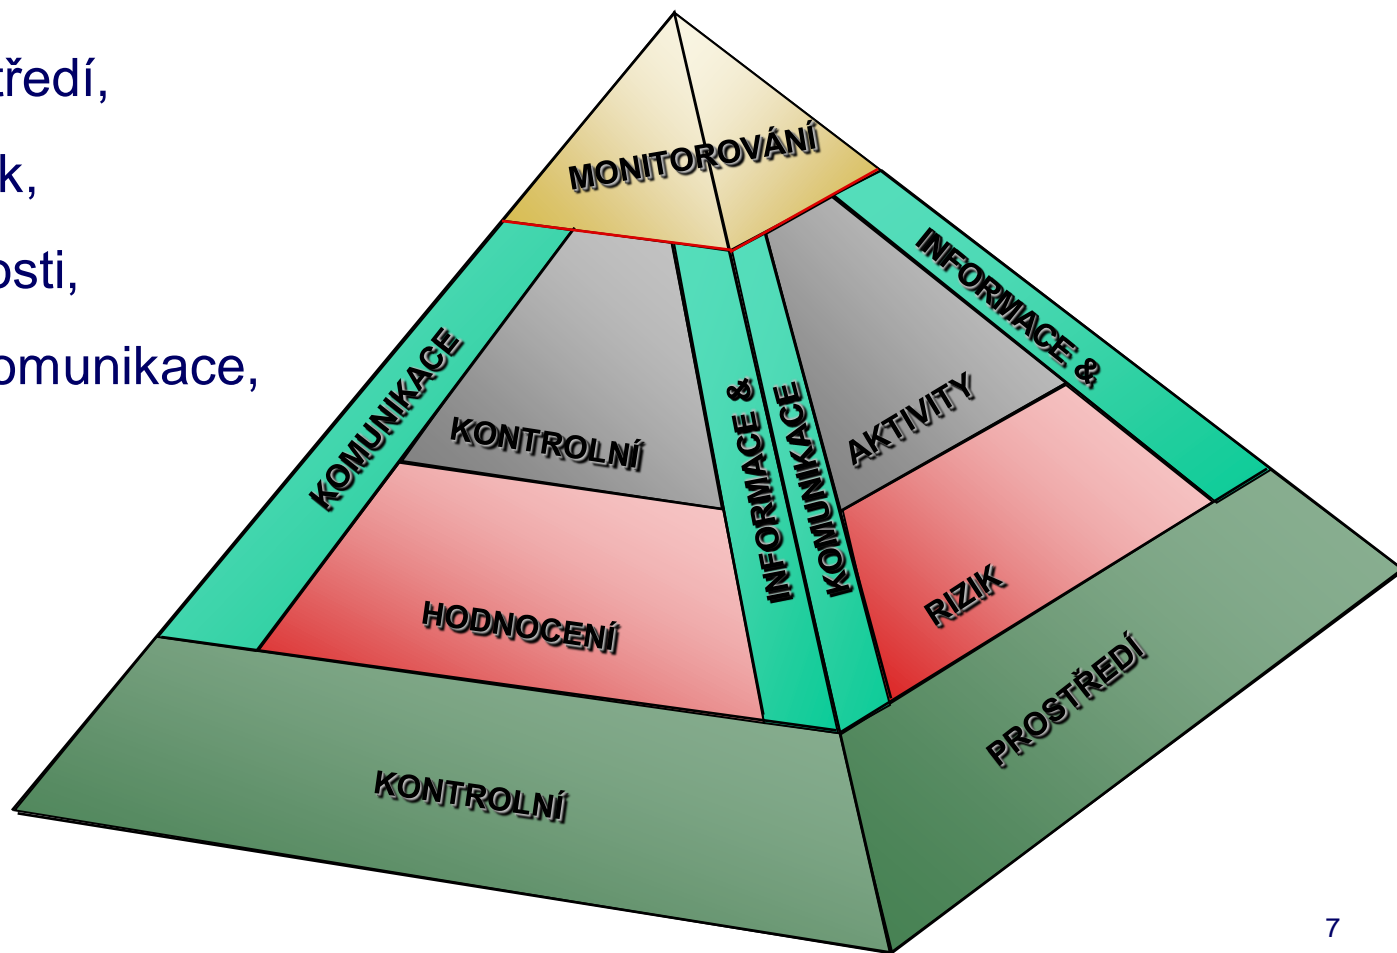 tředí,
k,
osti,
omunikace,
MONITOROVÁNÍ
KOMUNIKACE
KONTROLNÍ
INFORMACE &
KOMUNIKACE
AKTIVITY
INFORMACE &
HODNOCENÍ
RIZIK
KONTROLNÍ
PROSTŘEDÍ
7